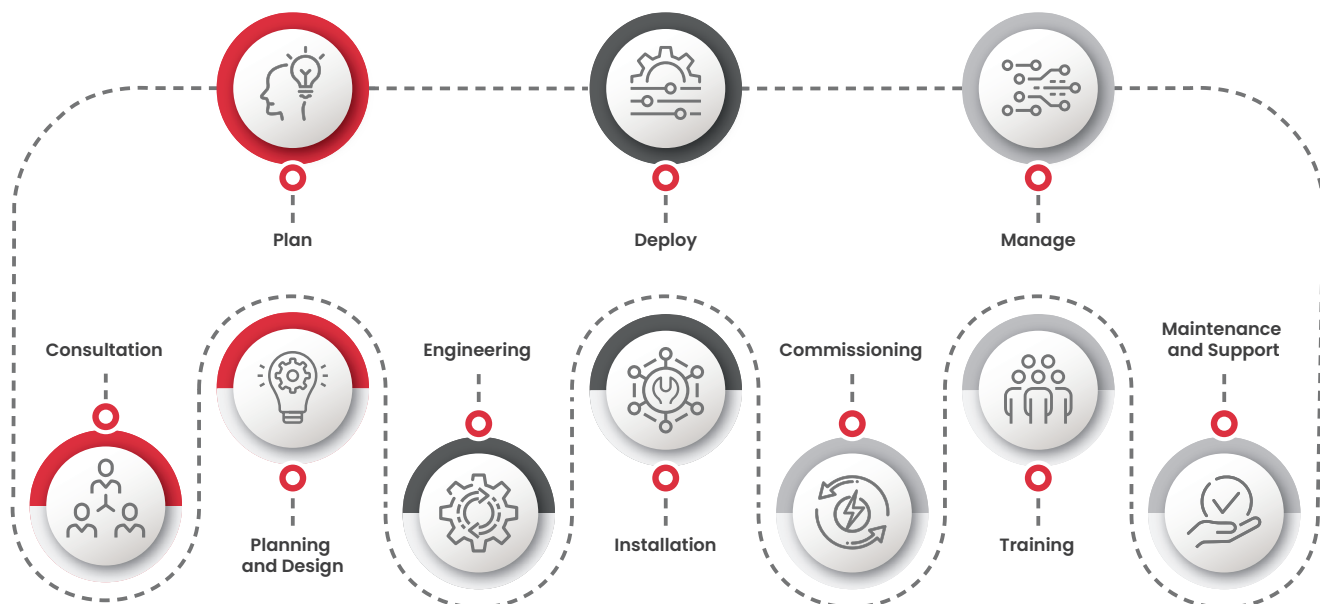 Plan
Deploy
Manage
Consultation
Engineering
Commissioning
Maintenance
and Support
Planning
and Design
Installation
Training